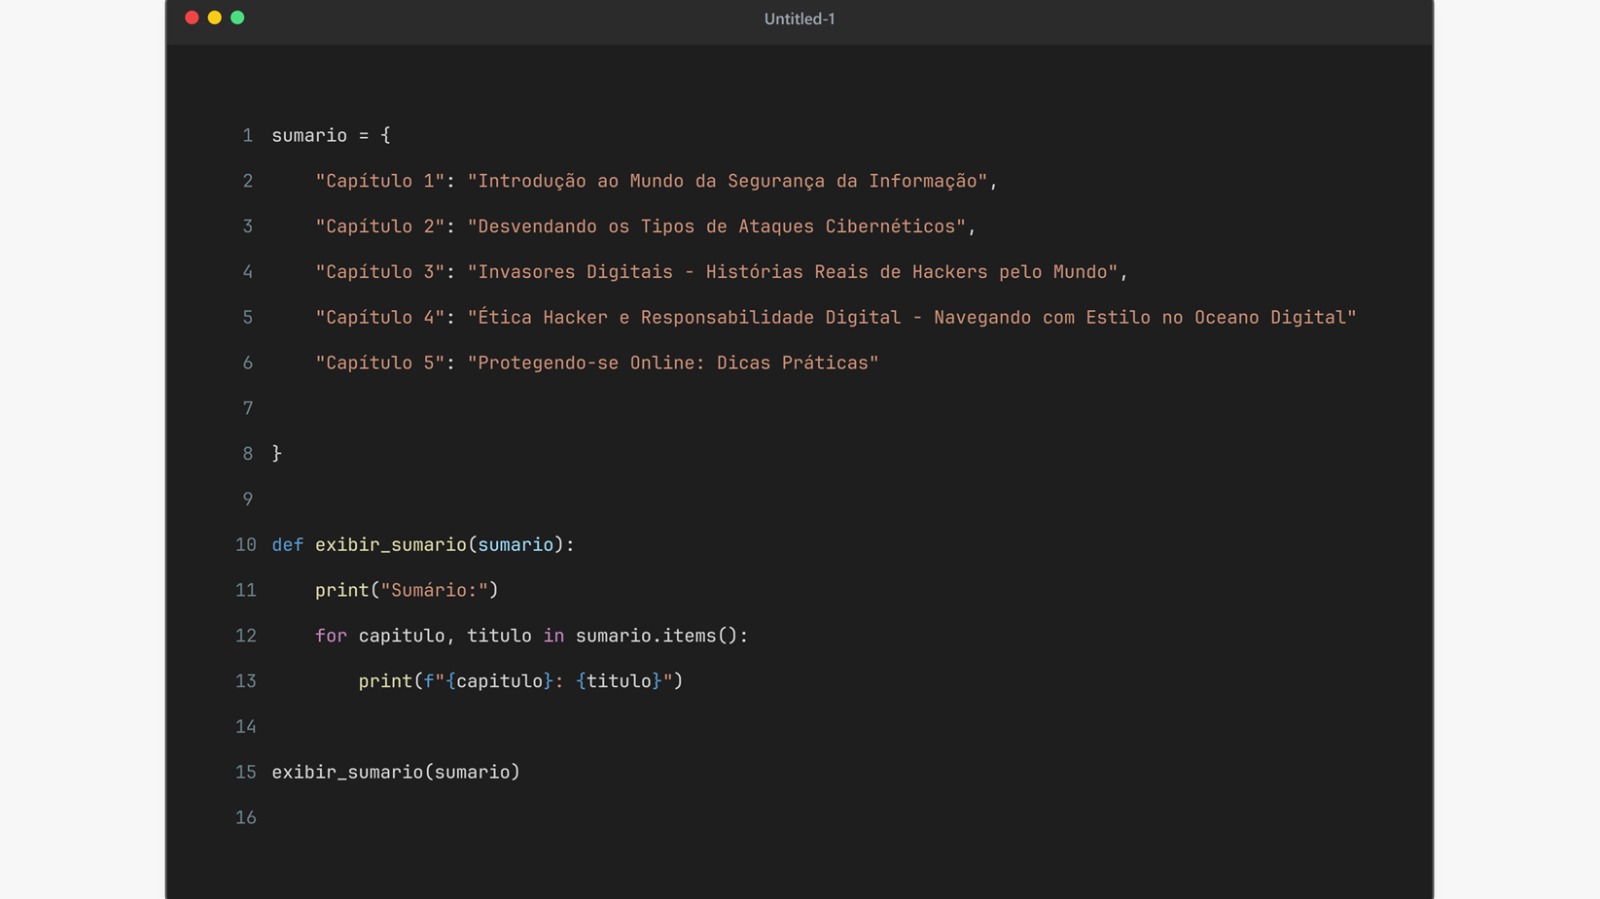 Untitled-1
1 sumario = {
2     "Capítulo 1": "Introdução ao Mundo da Segurança da Informação",
3     "Capítulo 2": "Desvendando os Tipos de Ataques Cibernéticos",
4     "Capítulo 3": "Invasores Digitais - Histórias Reais de Hackers pelo Mundo",
5     "Capítulo 4": "Ética Hacker e Responsabilidade Digital - Navegando com Estilo no Oceano Digital"
6     "Capítulo 5": "Protegendo-se Online: Dicas Práticas"
7
8 }
9
10 def exibir_sumario(sumario):
11     print("Sumário:")
12     for capitulo, titulo in sumario.items():
13         print(f"{capitulo}: {titulo}")
14
15 exibir_sumario(sumario)
16